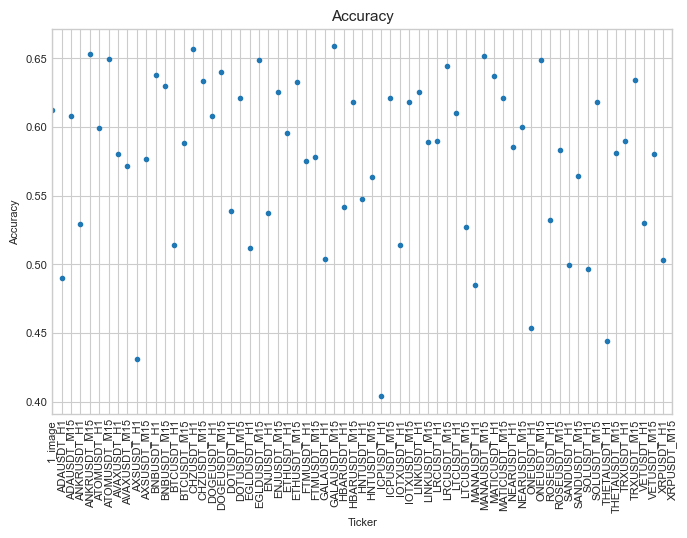 Accuracy
0.65
0.60
0.55
0.50
0.45
0.40
Accuracy
1_image
ADAUSDT_H1
ADAUSDT_M15
ANKRUSDT_H1
ANKRUSDT_M15
ATOMUSDT_H1
ATOMUSDT_M15
AVAXUSDT_H1
AVAXUSDT_M15
AXSUSDT_H1
AXSUSDT_M15
BNBUSDT_H1
BNBUSDT_M15
BTCUSDT_H1
BTCUSDT_M15
CHZUSDT_H1
CHZUSDT_M15
DOGEUSDT_H1
DOGEUSDT_M15
DOTUSDT_H1
DOTUSDT_M15
EGLDUSDT_H1
EGLDUSDT_M15
ENJUSDT_H1
ENJUSDT_M15
ETHUSDT_H1
ETHUSDT_M15
FTMUSDT_H1
FTMUSDT_M15
GALAUSDT_H1
GALAUSDT_M15
HBARUSDT_H1
HBARUSDT_M15
HNTUSDT_H1
HNTUSDT_M15
ICPUSDT_H1
ICPUSDT_M15
IOTXUSDT_H1
IOTXUSDT_M15
LINKUSDT_H1
LINKUSDT_M15
LRCUSDT_H1
LRCUSDT_M15
LTCUSDT_H1
LTCUSDT_M15
MANAUSDT_H1
MANAUSDT_M15
MATICUSDT_H1
MATICUSDT_M15
NEARUSDT_H1
NEARUSDT_M15
ONEUSDT_H1
ONEUSDT_M15
ROSEUSDT_H1
ROSEUSDT_M15
SANDUSDT_H1
SANDUSDT_M15
SOLUSDT_H1
SOLUSDT_M15
THETAUSDT_H1
THETAUSDT_M15
TRXUSDT_H1
TRXUSDT_M15
VETUSDT_H1
VETUSDT_M15
XRPUSDT_H1
XRPUSDT_M15
Ticker